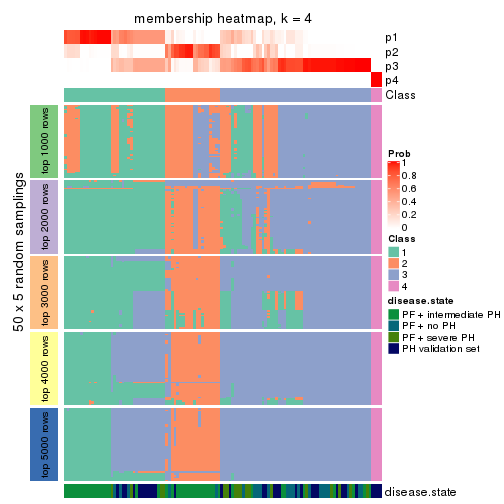 membership heatmap, k = 4
p1
p2
p3
p4
Class
50 x 5 random samplings
top 1000 rows
top 2000 rows
top 3000 rows
top 4000 rows
top 5000 rows
Prob
1
0.8
0.6
0.4
0.2
0
Class
1
2
3
4
disease.state
PF + intermediate PH
PF + no PH
PF + severe PH
PH validation set
disease.state